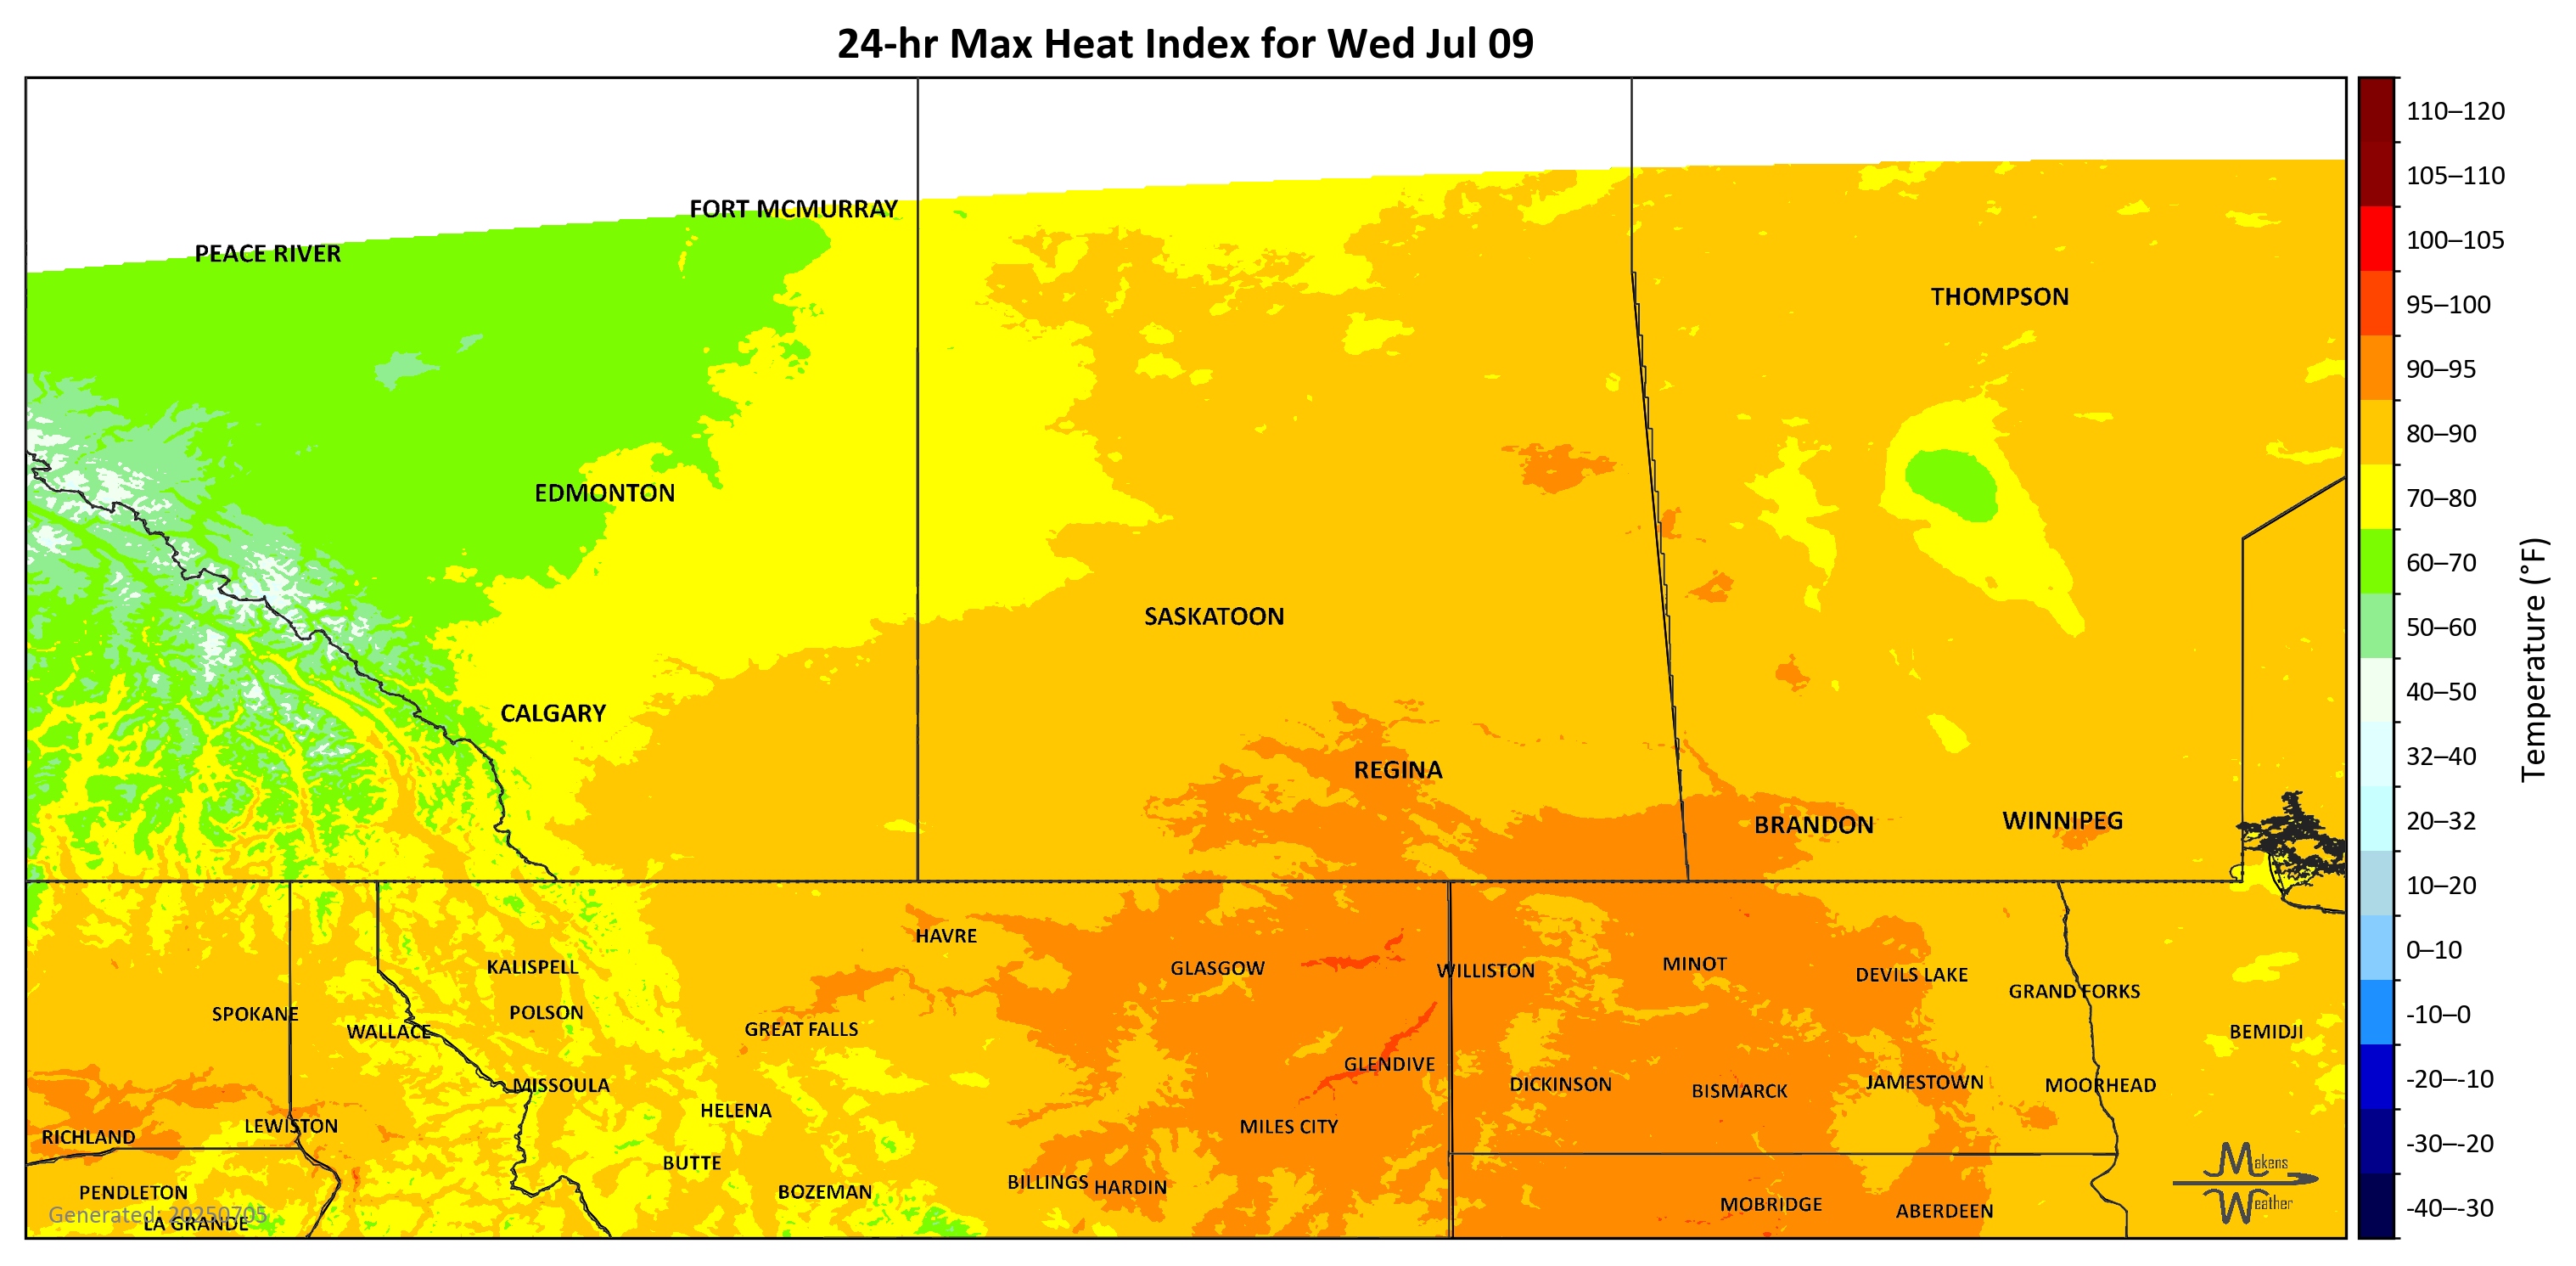 24-hr Max Heat Index for Wed Jul 09
FORT MCMURRAY
PEACE RIVER
THOMPSON
EDMONTON
SASKATOON
CALGARY
REGINA
BRANDON
WINNIPEG
HAVRE
KALISPELL
GLASGOW
WILLISTON
MINOT
DEVILS LAKE
GRAND FORKS
SPOKANE
POLSON
WALLACE
GREAT FALLS
BEMIDJI
GLENDIVE
MISSOULA
DICKINSON
BISMARCK
JAMESTOWN
MOORHEAD
HELENA
LEWISTON
MILES CITY
RICHLAND
BUTTE
BILLINGS
HARDIN
PENDLETON
BOZEMAN
MOBRIDGE
ABERDEEN
Generated: 20250705
LA GRANDE
Makens
Weather
110–120
105–110
100–105
95–100
90–95
80–90
70–80
60–70
50–60
40–50
32–40
20–32
10–20
0–10
-10–0
-20–-10
-30–-20
-40–-30
Temperature (°F)